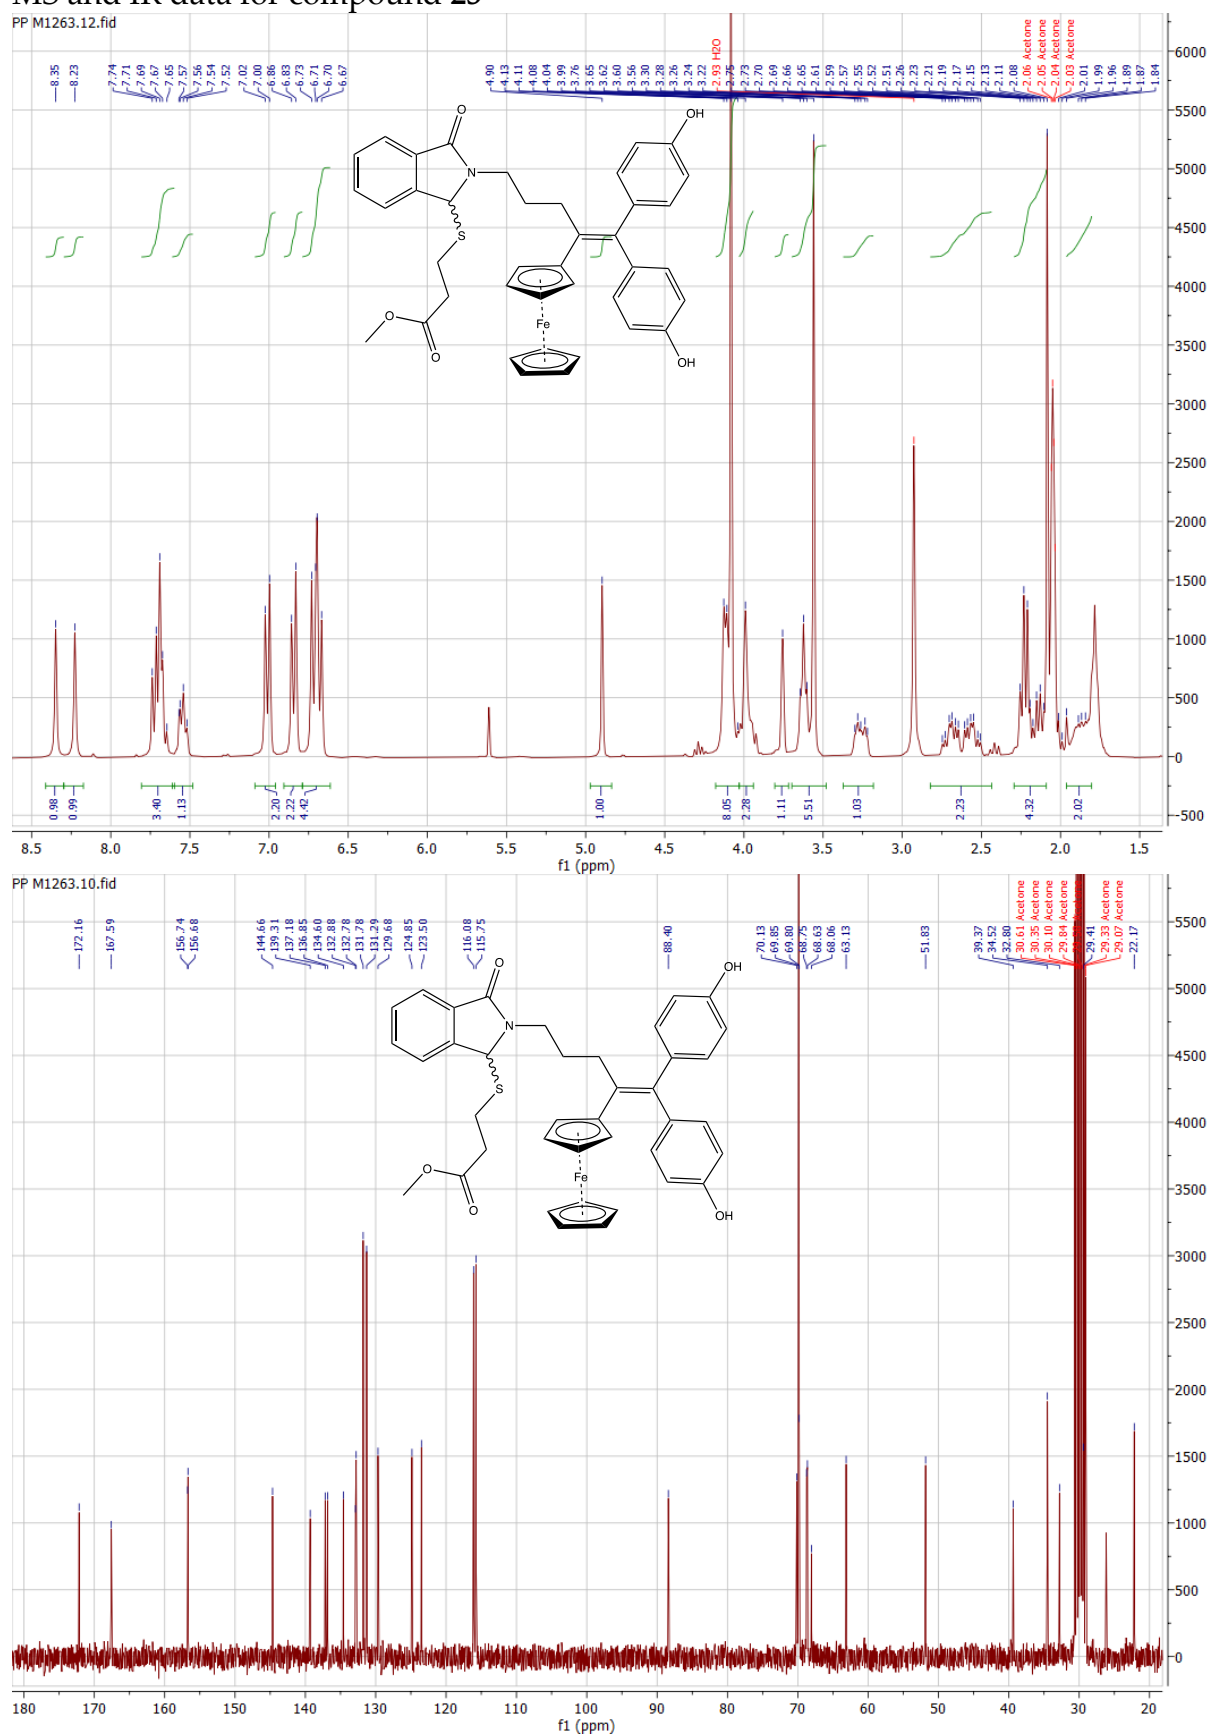 MS and IR data for compound 23
PP M1263.12.fid
8.35 8.23 7.74 7.71 7.69 7.67 7.65 7.57 7.56 7.54 7.52 7.02 7.00 6.86 6.83 6.73 6.71 6.70 6.67 4.90 4.13 4.11 4.08 4.04 3.99 3.76 3.65 3.62 3.60 3.56 3.30 3.28 3.26 3.24 3.22 2.93 H2O 2.75 2.73 2.70 2.69 2.66 2.65 2.61 2.59 2.57 2.55 2.52 2.51 2.26 2.23 2.21 2.19 2.17 2.15 2.13 2.11 2.08 2.06 Acetone 2.05 Acetone 2.04 Acetone 2.03 Acetone 2.01 1.99 1.96 1.89 1.87 1.84
6000
5500
5000
4500
4000
3500
3000
2500
2000
1500
1000
500
0
-500
O
N
S
O
O
OH
OH
Fe
0.98 0.99 3.40 1.13 2.20 2.22 4.42 1.00 8.05 2.28 1.11 5.51 1.03 2.23 4.32 2.02
8.5 8.0 7.5 7.0 6.5 6.0 5.5 5.0 4.5 4.0 3.5 3.0 2.5 2.0 1.5
f1 (ppm)
PP M1263.10.fid
172.16 167.59 156.74 156.68 144.66 139.31 137.18 136.85 134.60 132.88 132.78 131.78 131.29 129.68 124.85 123.50 116.08 115.75 88.40 70.13 69.85 69.80 68.75 68.63 68.06 63.13 51.83 39.37 34.52 32.80 30.61 Acetone 30.35 Acetone 30.10 Acetone 29.84 Acetone 29.41 29.33 Acetone 29.07 Acetone 22.17
5500
5000
4500
4000
3500
3000
2500
2000
1500
1000
500
0
O
N
S
O
O
OH
OH
Fe
180 170 160 150 140 130 120 110 100 90 80 70 60 50 40 30 20
f1 (ppm)